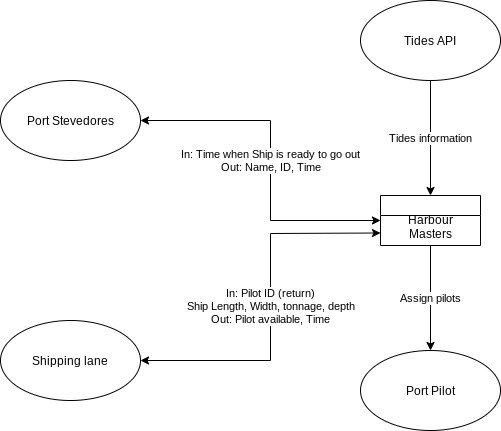 Tides API
Port Stevedores
Tides information
In: Time when Ship is ready to go out
Out: Name, ID, Time
Harbour
Masters
In: Pilot ID (return)
Ship Length, Width, tonnage, depth
Out: Pilot available, Time
Assign pilots
Shipping lane
Port Pilot